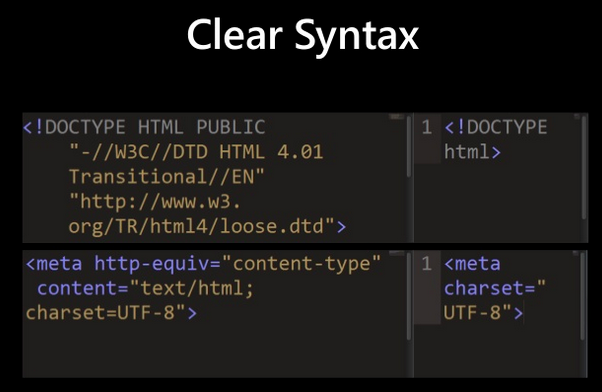 Clear Syntax
<!DOCTYPE HTML PUBLIC
"-//W3C//DTD HTML 4.01
Transitional//EN"
"http://www.w3.
org/TR/html4/loose.dtd">
1 <!DOCTYPE
html>
<meta http-equiv="content-type"
content="text/html;
charset=UTF-8">
1 <meta
charset="
UTF-8">